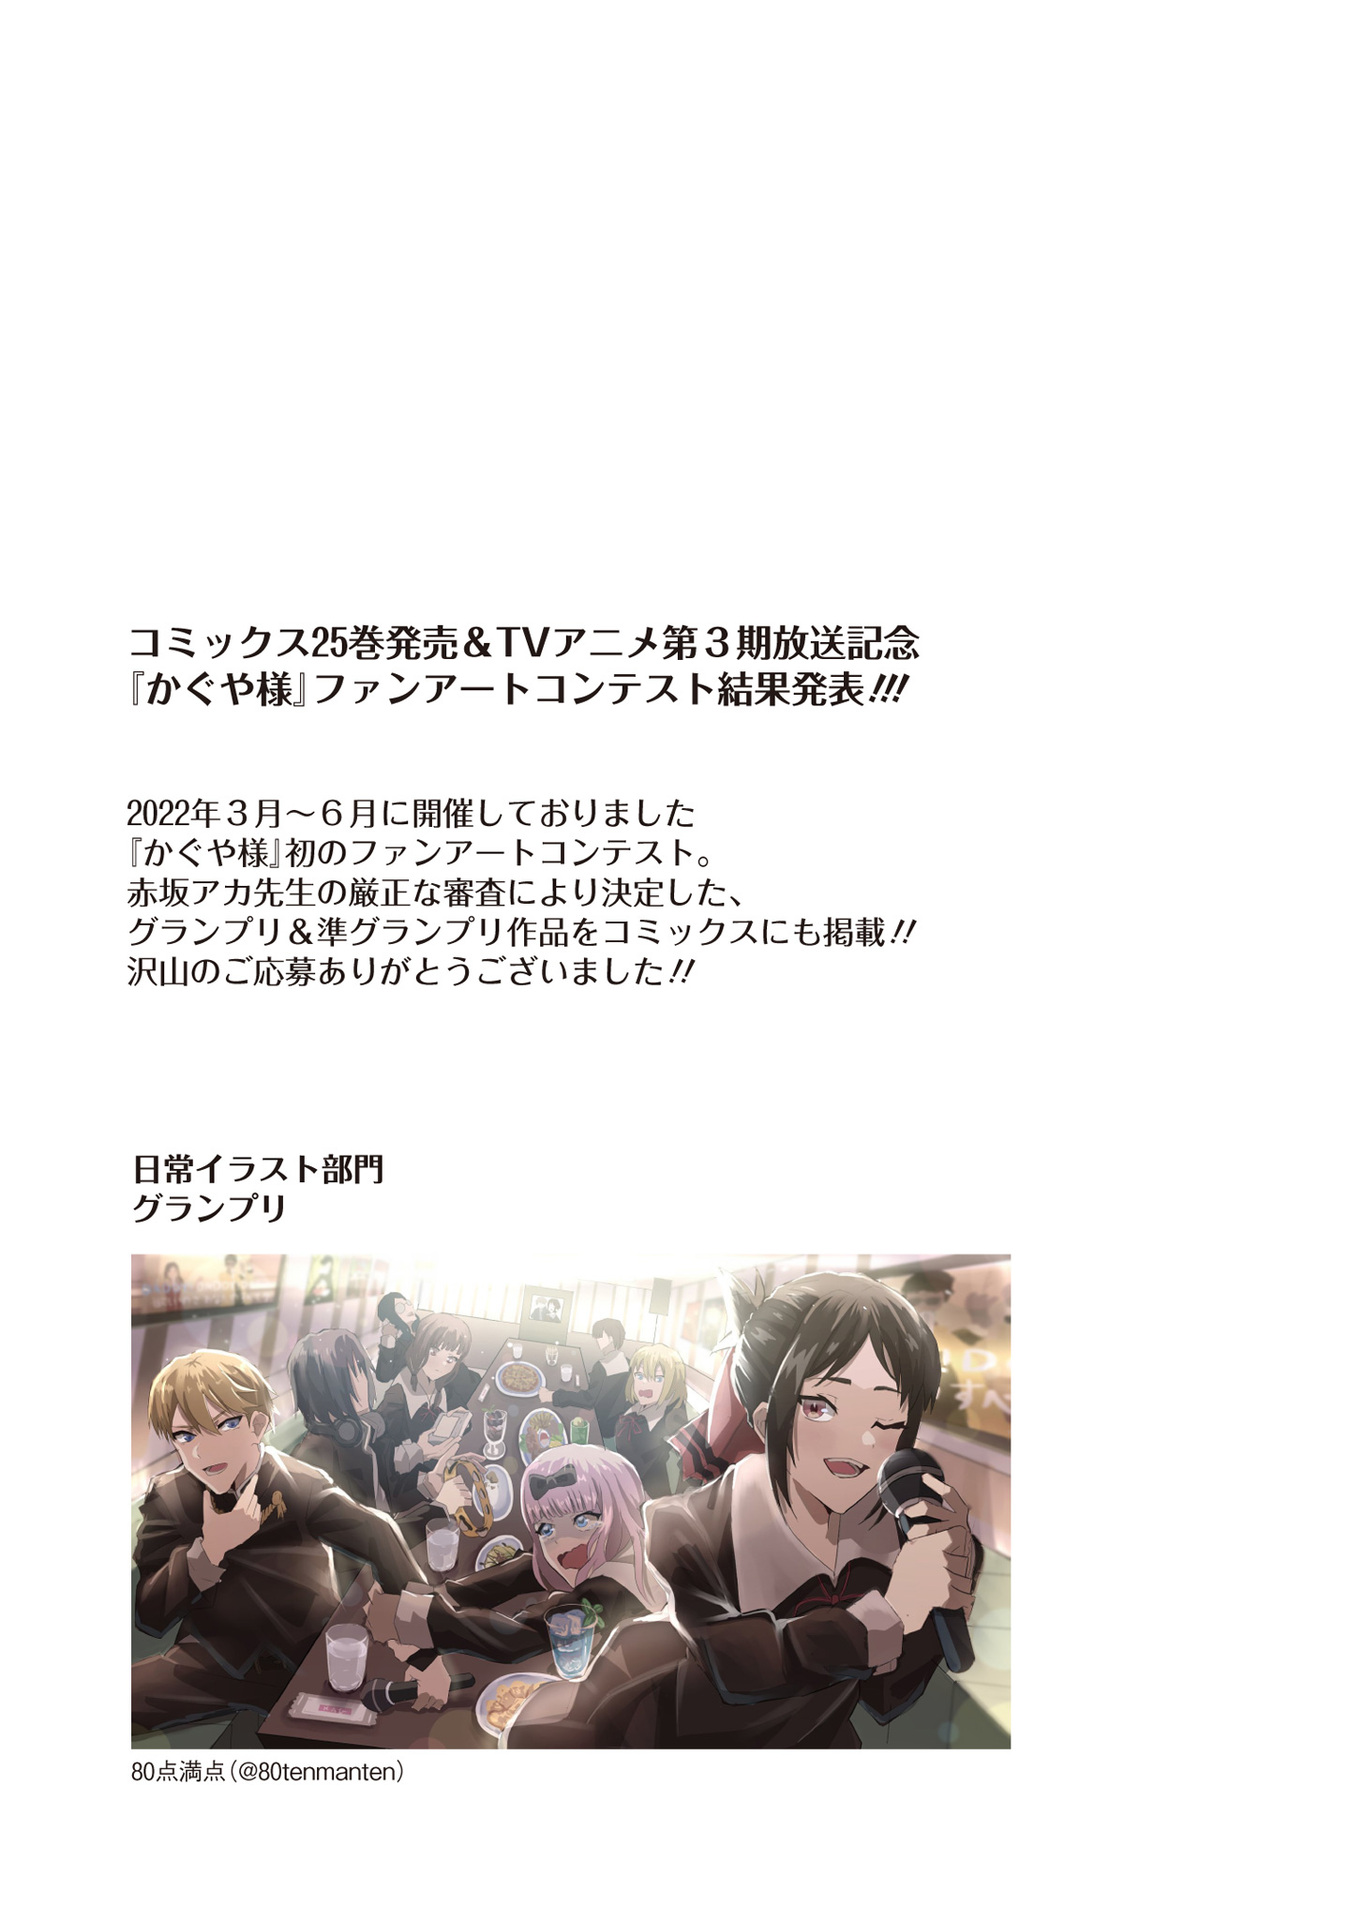 コミックス25巻発売＆TVアニメ第３期放送記念
『かぐや様』ファンアートコンテスト結果発表!!!
2022年３月～６月に開催しておりました
『かぐや様』初のファンアートコンテスト。
赤坂アカ先生の厳正な審査により決定した、
グランプリ＆準グランプリ作品をコミックスにも掲載!!
沢山のご応募ありがとうございました!!
日常イラスト部門
グランプリ
80点満点（@80tenmanten）